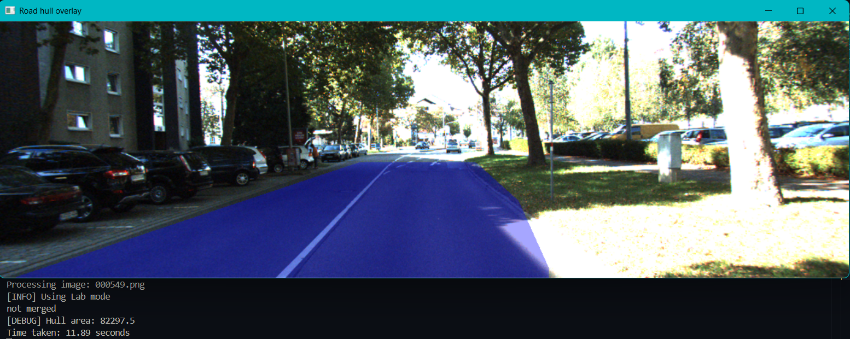 Road hull overlay
Processing image: 000549.png
[INFO] Using Lab mode
not merged
[DEBUG] Hull area: 82297.5
Time taken: 11.89 seconds